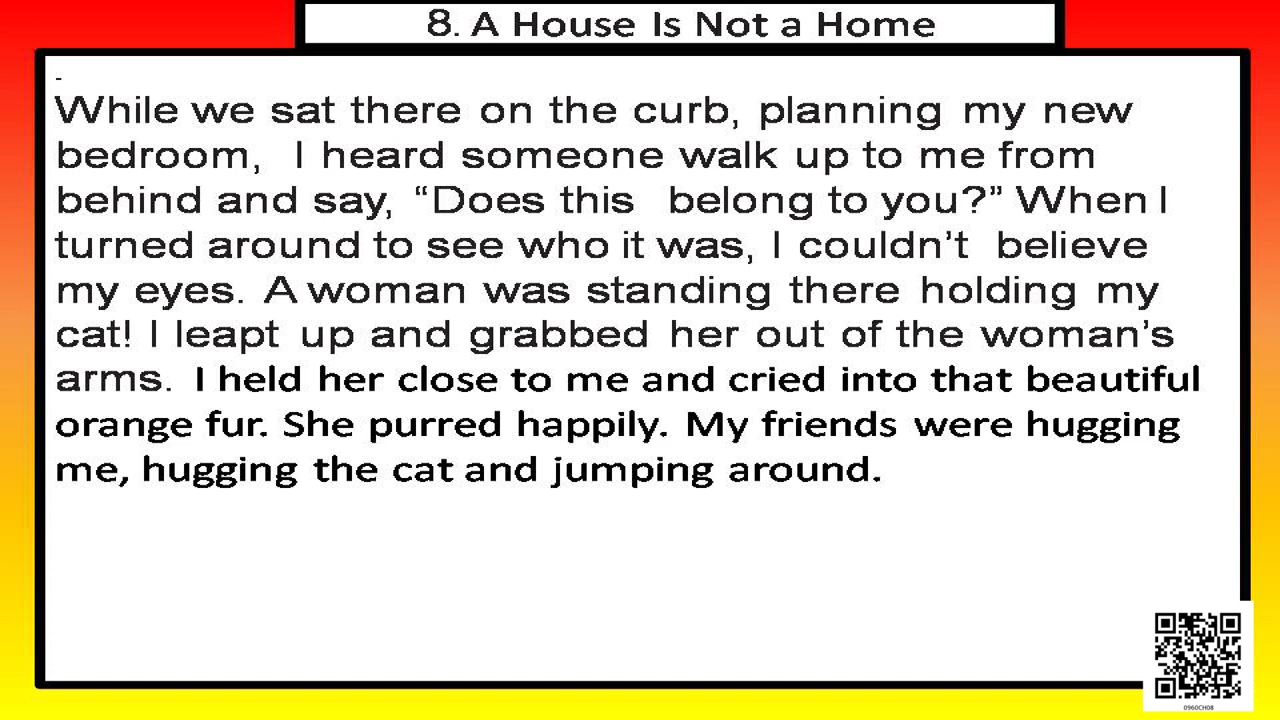 8. A House Is Not a Home
-
While we sat there on the curb, planning my new
bedroom, I heard someone walk up to me from
behind and say, “Does this belong to you?” When I
turned around to see who it was, I couldn’t believe
my eyes. A woman was standing there holding my
cat! I leapt up and grabbed her out of the woman’s
arms. I held her close to me and cried into that beautiful
orange fur. She purred happily. My friends were hugging
me, hugging the cat and jumping around.
0960CH08